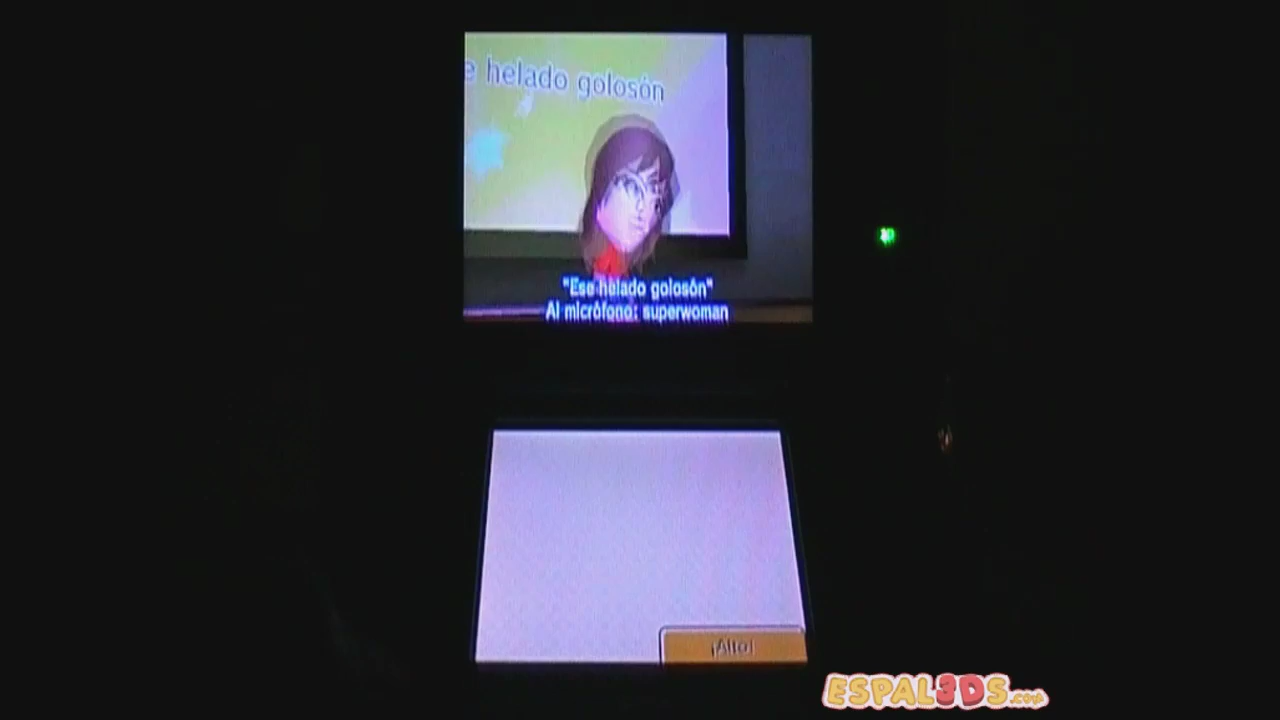 e helado golosón
"Ese helado golosón"
Al micrófono: superwoman
¡Alto!
ESPAL3DS.com